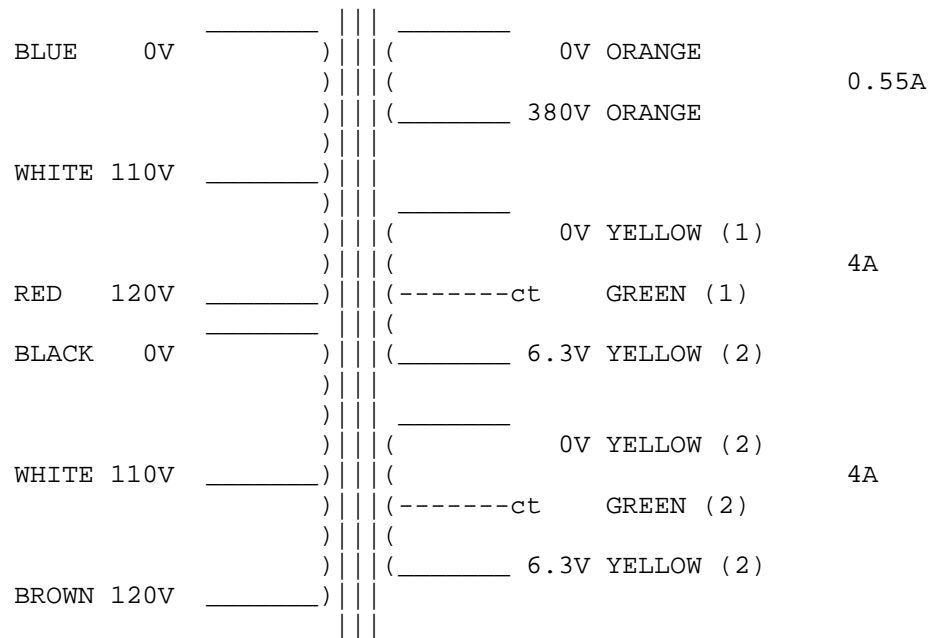 BLUE 0V 0V ORANGE
0.55A
380V ORANGE
WHITE 110V
0V YELLOW (1)
4A
RED 120V -------ct GREEN (1)
BLACK 0V 6.3V YELLOW (2)
0V YELLOW (2)
WHITE 110V 4A
-------ct GREEN (2)
6.3V YELLOW (2)
BROWN 120V